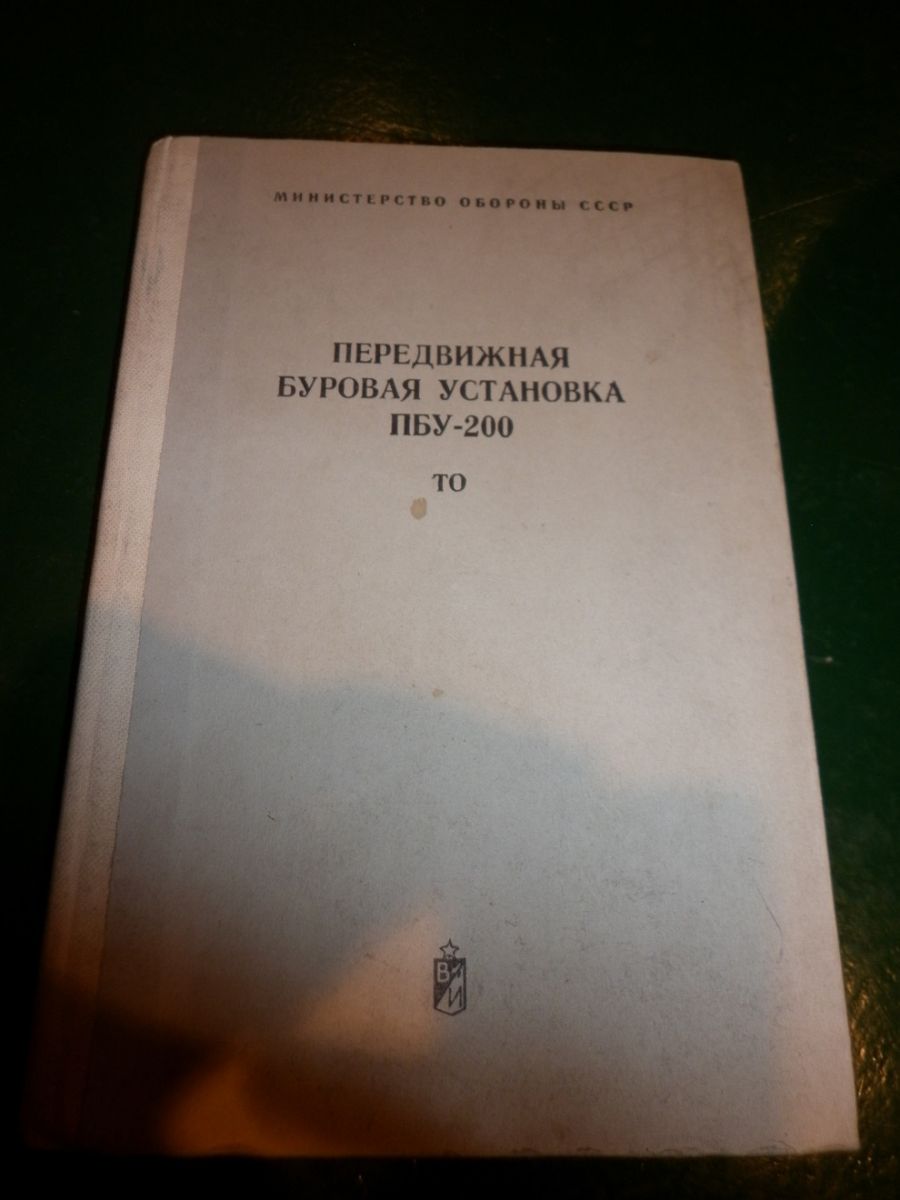 МИНИСТЕРСТВО ОБОРОНЫ СССР
ПЕРЕДВИЖНАЯ
БУРОВАЯ УСТАНОВКА
ПБУ-200
ТО
ВИ